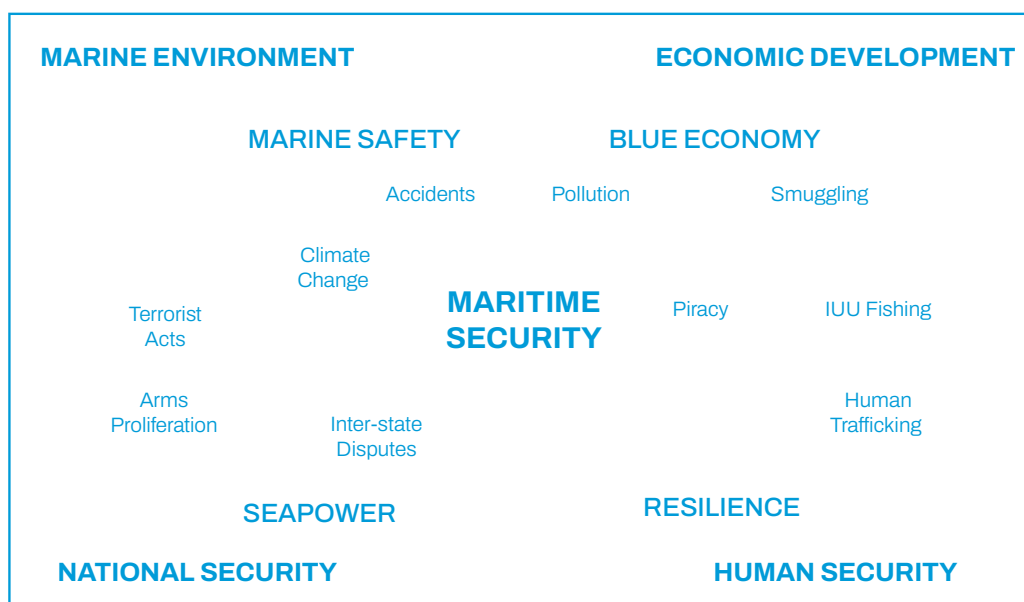 MARINE ENVIRONMENT
ECONOMIC DEVELOPMENT
MARINE SAFETY
BLUE ECONOMY
Accidents
Pollution
Smuggling
Climate
Change
MARITIME
SECURITY
Piracy
IUU Fishing
Terrorist
Acts
Arms
Proliferation
Inter-state
Disputes
Human
Trafficking
SEAPOWER
RESILIENCE
NATIONAL SECURITY
HUMAN SECURITY